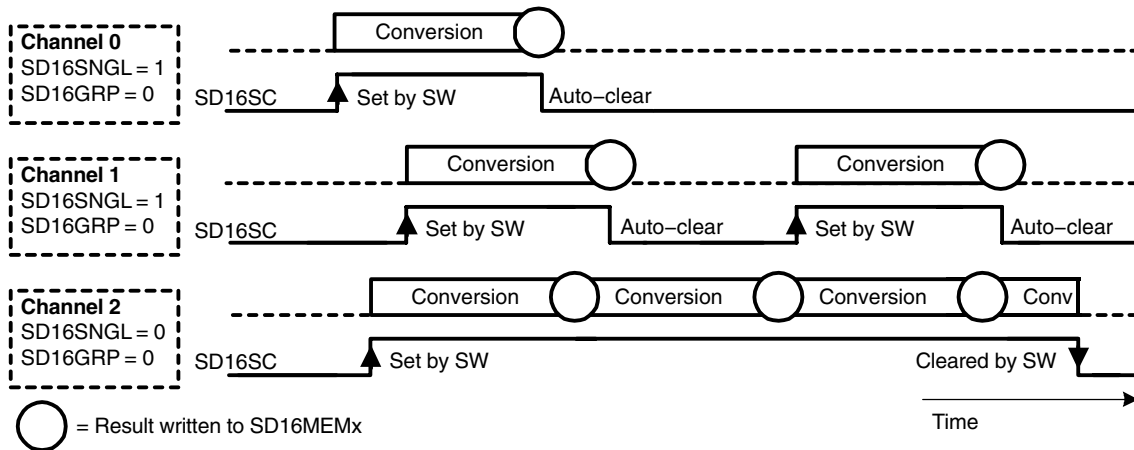 Channel 0
SD16SNGL = 1
SD16GRP = 0
Conversion
SD16SC
Set by SW
Auto−clear
Channel 1
SD16SNGL = 1
SD16GRP = 0
Conversion
Conversion
SD16SC
Set by SW
Auto−clear
Set by SW
Auto−clear
Channel 2
SD16SNGL = 0
SD16GRP = 0
Conversion
Conversion
Conversion
Conv
SD16SC
Set by SW
Cleared by SW
= Result written to SD16MEMx
Time